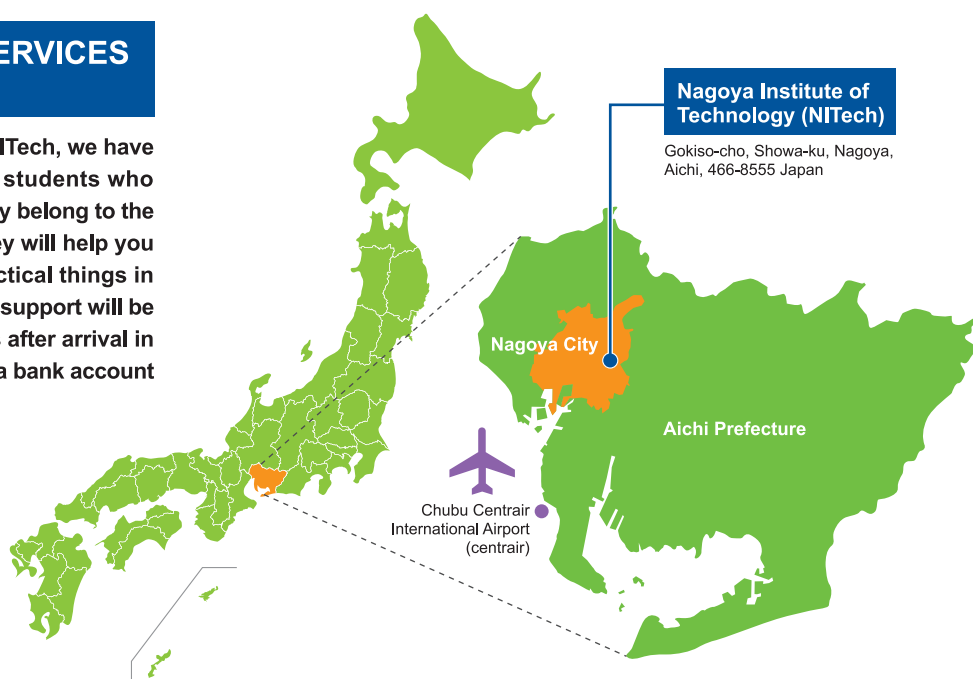 ERVICES
ITech, we have
students who
y belong to the
ey will help you
ctical things in
support will be
s after arrival in
a bank account
Nagoya Institute of
Technology (NITech)
Gokiso-cho, Showa-ku, Nagoya,
Aichi, 466-8555 Japan
Nagoya City
Aichi Prefecture
Chubu Centrair
International Airport
(centrair)